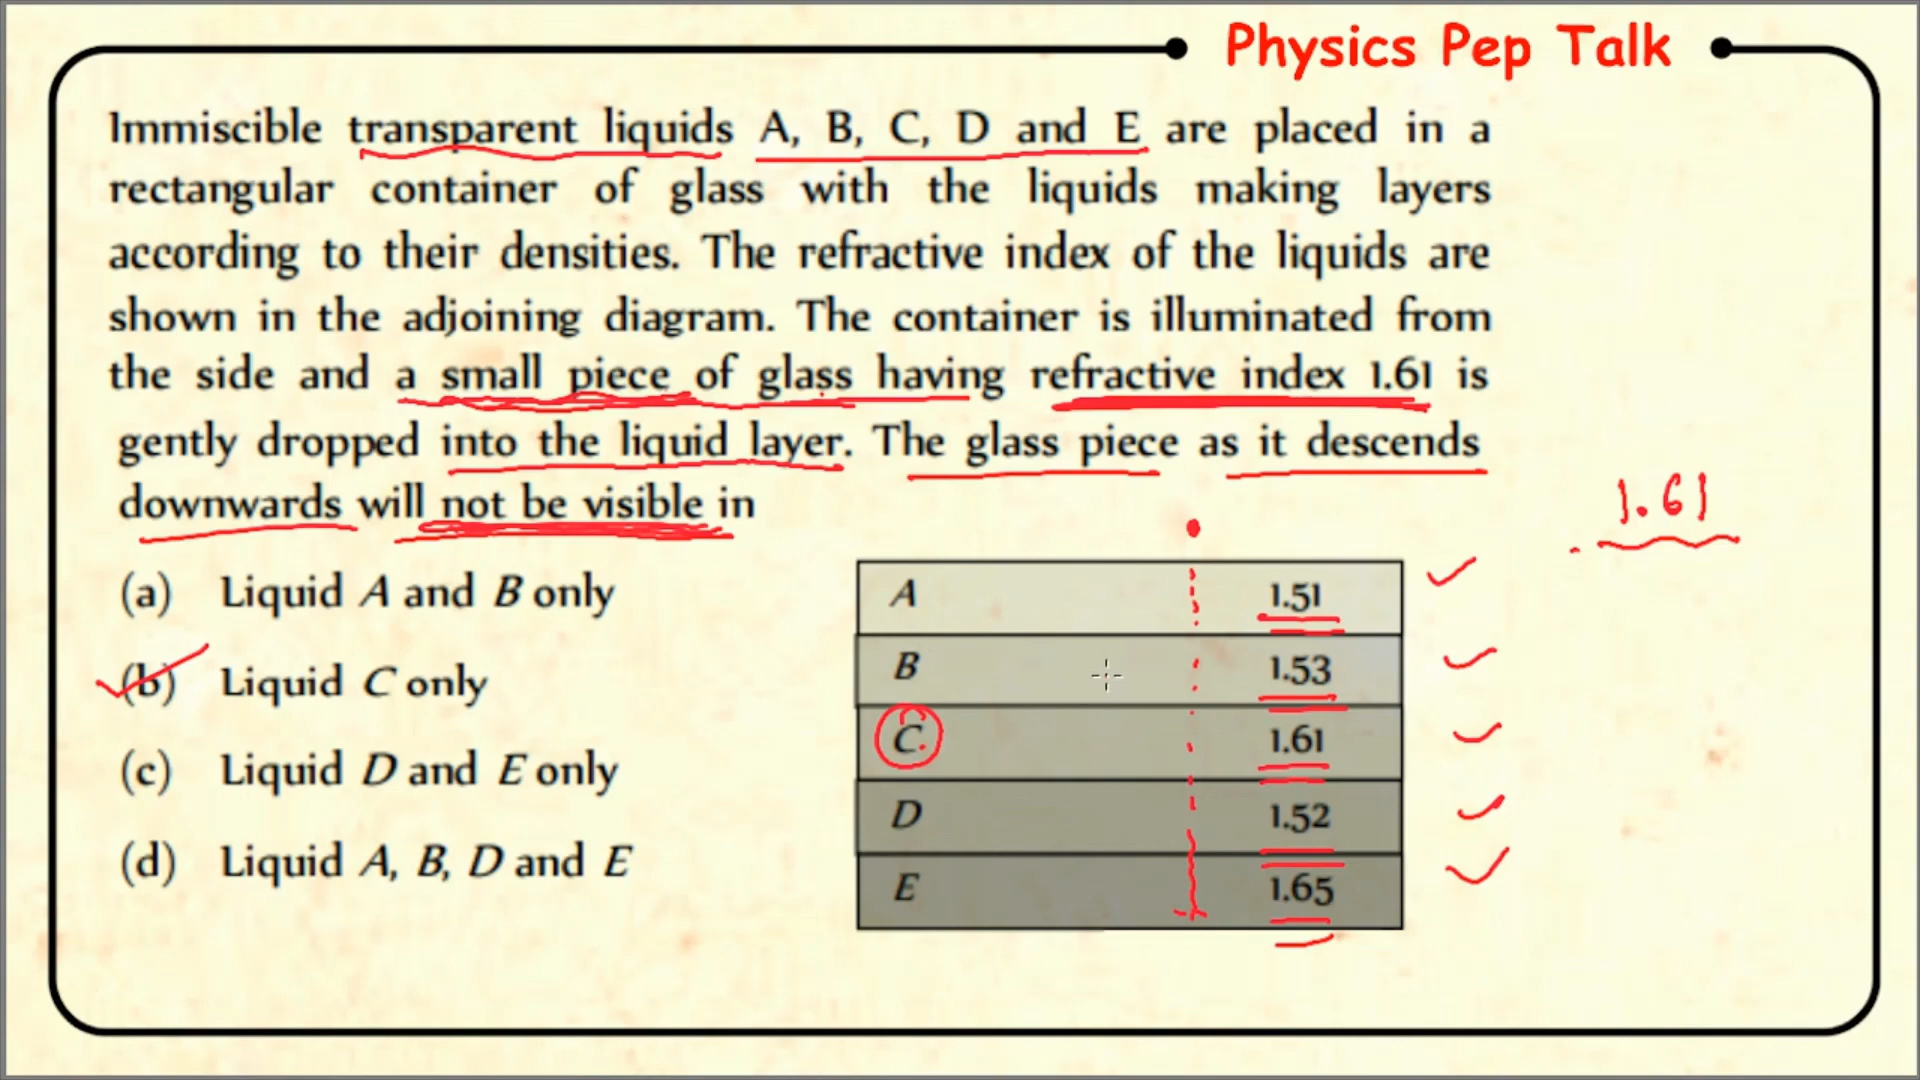 Physics Pep Talk
Immiscible transparent liquids A, B, C, D and E are placed in a
rectangular container of glass with the liquids making layers
according to their densities. The refractive index of the liquids are
shown in the adjoining diagram. The container is illuminated from
the side and a small piece of glass having refractive index 1.61 is
gently dropped into the liquid layer. The glass piece as it descends
downwards will not be visible in
1.61
(a) Liquid A and B only
(b) Liquid C only
(c) Liquid D and E only
(d) Liquid A, B, D and E
A 1.51
B 1.53
C 1.61
D 1.52
E 1.65